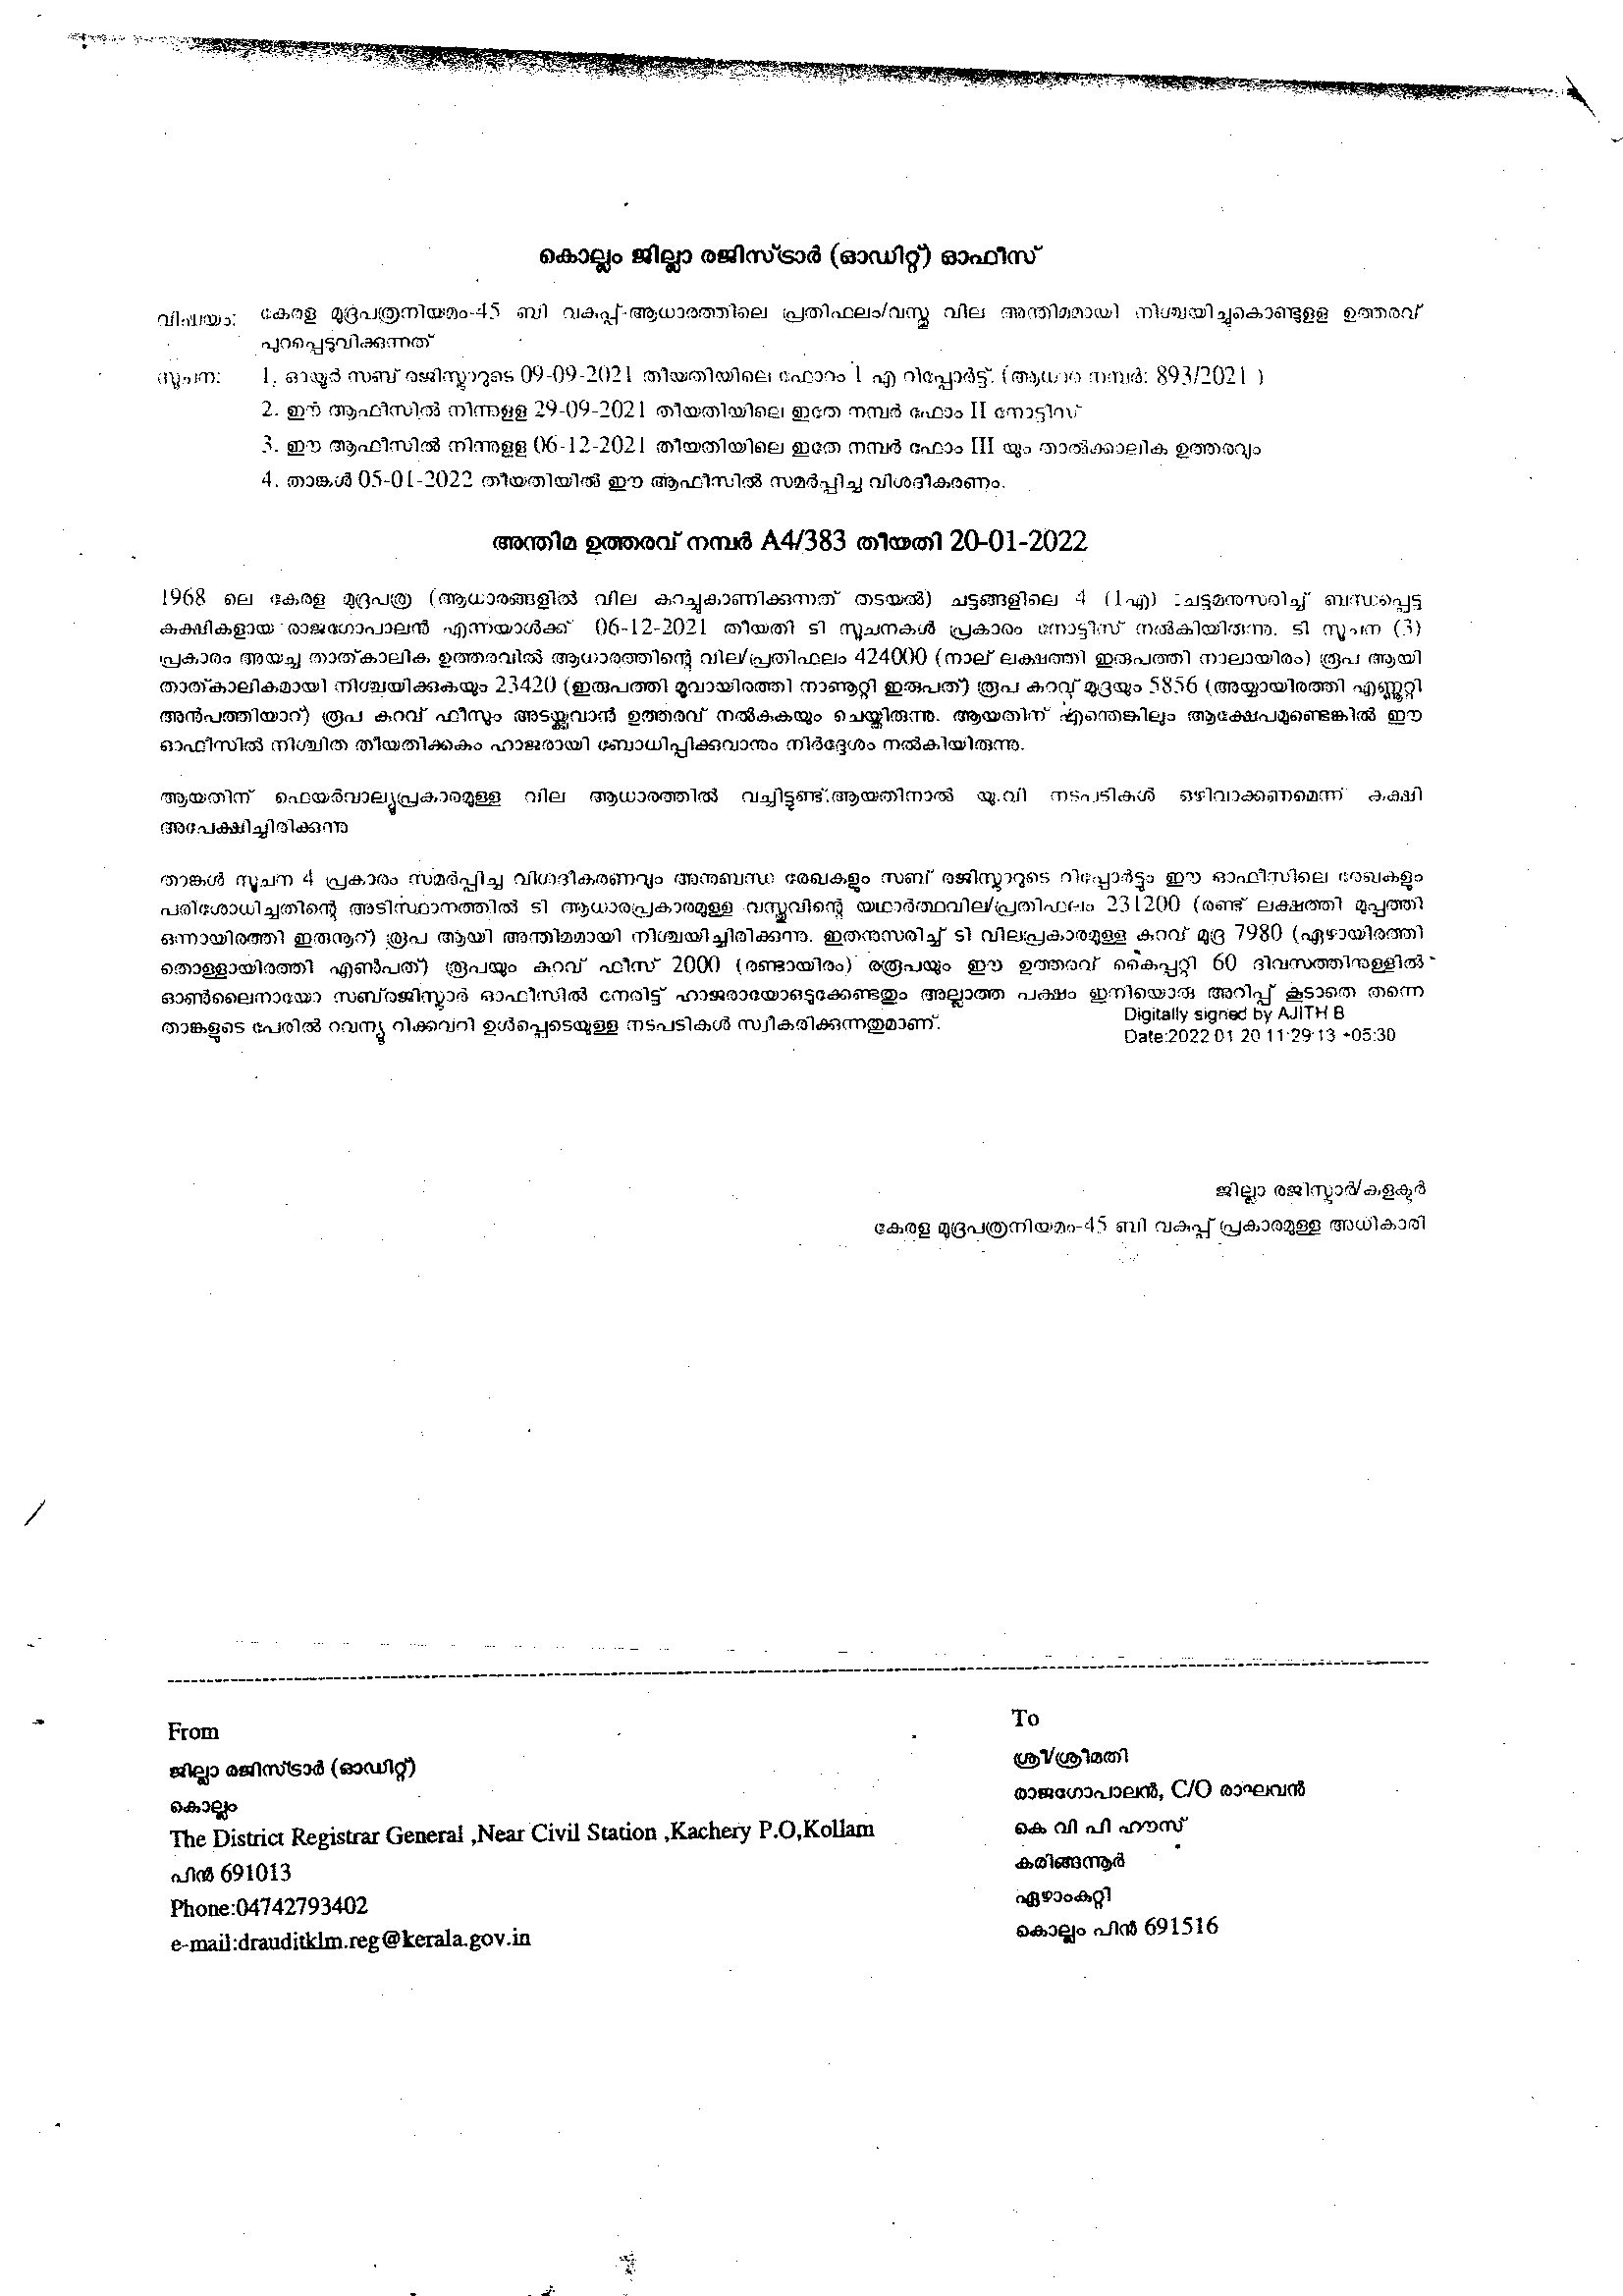 കൊല്ലം ജില്ലാ രജിസ്ട്രാർ (ഓഡിറ്റ്) ഓഫീസ്
വിഷയം: കേരള മുദ്രപത്രനിയമം-45 ബി വകുപ്പ്-ആധാരത്തിലെ പ്രതിഫലം/വസ്തു വില അന്തിമമായി നിശ്ചയിച്ചുകൊണ്ടുളള ഉത്തരവ്
പുറപ്പെടുവിക്കുന്നത്
സൂചന: 1. ഓയൂർ സബ് രജിസ്ട്രാറുടെ 09-09-2021 തീയതിയിലെ ഫോറം 1 എ റിപ്പോർട്ട്. (ആധാര നമ്പർ: 893/2021 )
2. ഈ ആഫീസിൽ നിന്നുളള 29-09-2021 തീയതിയിലെ ഇതേ നമ്പർ ഫോം II നോട്ടീസ്
3. ഈ ആഫീസിൽ നിന്നുളള 06-12-2021 തീയതിയിലെ ഇതേ നമ്പർ ഫോം III യും താൽക്കാലിക ഉത്തരവും
4. താങ്കൾ 05-01-2022 തീയതിയിൽ ഈ ആഫീസിൽ സമർപ്പിച്ച വിശദീകരണം.
അന്തിമ ഉത്തരവ് നമ്പർ A4/383 തീയതി 20-01-2022
1968 ലെ കേരള മുദ്രപത്ര (ആധാരങ്ങളിൽ വില കുറച്ചുകാണിക്കുന്നത് തടയൽ) ചട്ടങ്ങളിലെ 4 (1എ) ചട്ടമനുസരിച്ച് ബന്ധപ്പെട്ട
കക്ഷികളായ രാജഗോപാലൻ എന്നയാൾക്ക് 06-12-2021 തീയതി ടി സൂചനകൾ പ്രകാരം നോട്ടീസ് നൽകിയിരുന്നു. ടി സൂചന (3)
പ്രകാരം അയച്ച താത്കാലിക ഉത്തരവിൽ ആധാരത്തിന്റെ വില/പ്രതിഫലം 424000 (നാല് ലക്ഷത്തി ഇരുപത്തി നാലായിരം) രൂപ ആയി
താത്കാലികമായി നിശ്ചയിക്കുകയും 23420 (ഇരുപത്തി മൂവായിരത്തി നാണൂറ്റി ഇരുപത്) രൂപ കുറവ് മുദ്രയും 5856 (അയ്യായിരത്തി എണ്ണൂറ്റി
അൻപത്തിയാറ്) രൂപ കുറവ് ഫീസും അടയ്ക്കുവാൻ ഉത്തരവ് നൽകുകയും ചെയ്തിരുന്നു. ആയതിന് എന്തെങ്കിലും ആക്ഷേപമുണ്ടെങ്കിൽ ഈ
ഓഫീസിൽ നിശ്ചിത തീയതിക്കകം ഹാജരായി ബോധിപ്പിക്കുവാനും നിർദ്ദേശം നൽകിയിരുന്നു.
ആയതിന് ഫെയർവാല്യൂപ്രകാരമുള്ള വില ആധാരത്തിൽ വച്ചിട്ടുണ്ട്.ആയതിനാൽ യു.വി നടപടികൾ ഒഴിവാക്കണമെന്ന് കക്ഷി
അപേക്ഷിച്ചിരിക്കുന്നു
താങ്കൾ സൂചന 4 പ്രകാരം സമർപ്പിച്ച വിശദീകരണവും അനുബന്ധ രേഖകളും സബ് രജിസ്ട്രാറുടെ റിപ്പോർട്ടും ഈ ഓഫീസിലെ രേഖകളും
പരിശോധിച്ചതിന്റെ അടിസ്ഥാനത്തിൽ ടി ആധാരപ്രകാരമുള്ള വസ്തുവിന്റെ യഥാർത്ഥവില/പ്രതിഫലം 231200 (രണ്ട് ലക്ഷത്തി മുപ്പത്തി
ഒന്നായിരത്തി ഇരുനൂറ്) രൂപ ആയി അന്തിമമായി നിശ്ചയിച്ചിരിക്കുന്നു. ഇതനുസരിച്ച് ടി വിലപ്രകാരമുള്ള കുറവ് മുദ്ര 7980 (ഏഴായിരത്തി
തൊള്ളായിരത്തി എൺപത്) രൂപയും കുറവ് ഫീസ് 2000 (രണ്ടായിരം) രൂപയും ഈ ഉത്തരവ് കൈപ്പറ്റി 60 ദിവസത്തിനുള്ളിൽ
ഓൺലൈനായോ സബ്‌രജിസ്ട്രാർ ഓഫീസിൽ നേരിട്ട് ഹാജരായോഒടുക്കേണ്ടതും അല്ലാത്ത പക്ഷം ഇനിയൊരു അറിപ്പ് കൂടാതെ തന്നെ
താങ്കളുടെ പേരിൽ റവന്യൂ റിക്കവറി ഉൾപ്പെടെയുള്ള നടപടികൾ സ്വീകരിക്കുന്നതുമാണ്.
Digitally signed by AJITH B
Date:2022 01 20 11:29:13 +05:30
ജില്ലാ രജിസ്ട്രാർ/കളക്ടർ
കേരള മുദ്രപത്രനിയമം-45 ബി വകുപ്പ് പ്രകാരമുള്ള അധികാരി
From
ജില്ലാ രജിസ്ട്രാർ (ഓഡിറ്റ്)
കൊല്ലം
The District Registrar General ,Near Civil Station ,Kachery P.O,Kollam
പിൻ 691013
Phone:04742793402
e-mail:drauditklm.reg@kerala.gov.in
To
ശ്രീ/ശ്രീമതി
രാജഗോപാലൻ, C/O രാഘവൻ
കെ വി പി ഹൗസ്
കരിങ്ങന്നൂർ
ഏഴാംകുറ്റി
കൊല്ലം പിൻ 691516